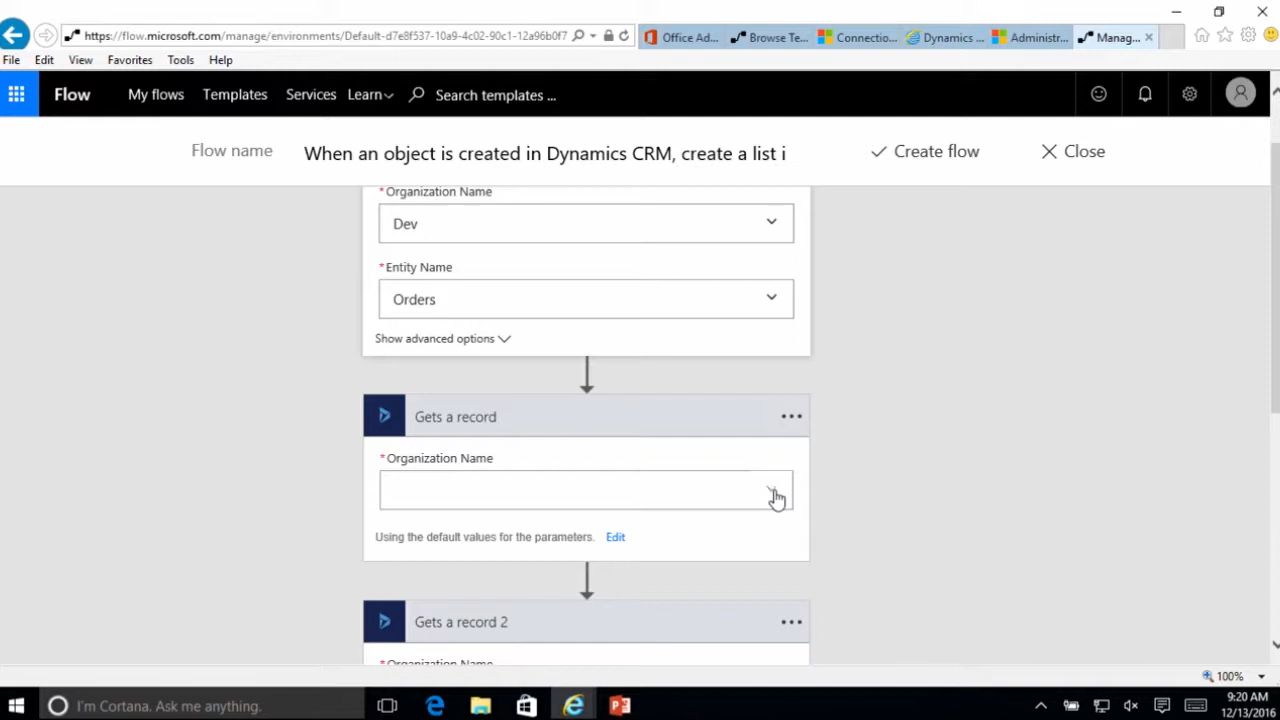 https://flow.microsoft.com/manage/environments/Default-d7e8f537-10a9-4c02-90c1-12a96b0f7
Office Ad...
Browse Te...
Connectio...
Dynamics ...
Administr...
Manag...
File Edit View Favorites Tools Help
Flow My flows Templates Services Learn Search templates ...
Flow name When an object is created in Dynamics CRM, create a list i Create flow Close
*Organization Name
Dev
*Entity Name
Orders
Show advanced options
Gets a record
*Organization Name
Using the default values for the parameters. Edit
Gets a record 2
*Organization Name
100%
I'm Cortana. Ask me anything.
9:20 AM
12/13/2016